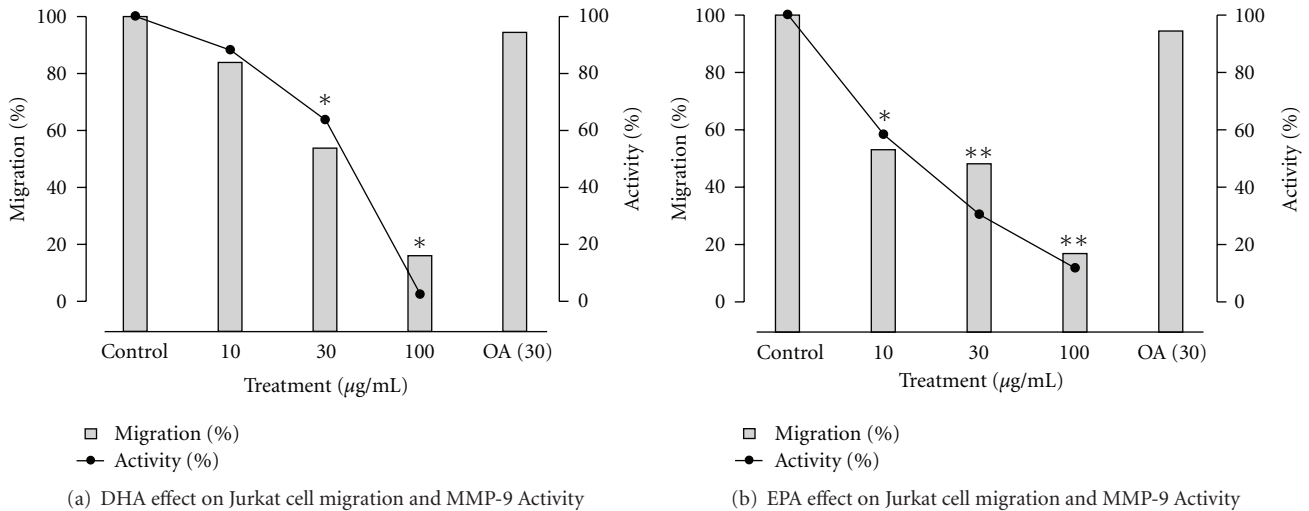 100
80
60
40
20
0
Migration (%)
100
80
60
40
20
0
Activity (%)
*
*
Control 10 30 100 OA (30)
Treatment (μg/mL)
Migration (%)
Activity (%)
(a) DHA effect on Jurkat cell migration and MMP-9 Activity
100
80
60
40
20
0
Migration (%)
100
80
60
40
20
0
Activity (%)
*
**
**
Control 10 30 100 OA (30)
Treatment (μg/mL)
Migration (%)
Activity (%)
(b) EPA effect on Jurkat cell migration and MMP-9 Activity